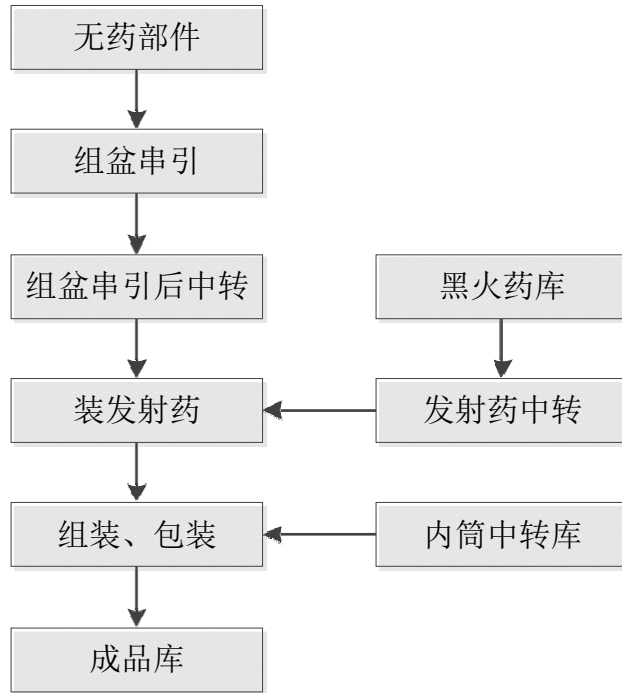 无药部件
组盆串引
组盆串引后中转
黑火药库
装发射药
发射药中转
组装、包装
内筒中转库
成品库